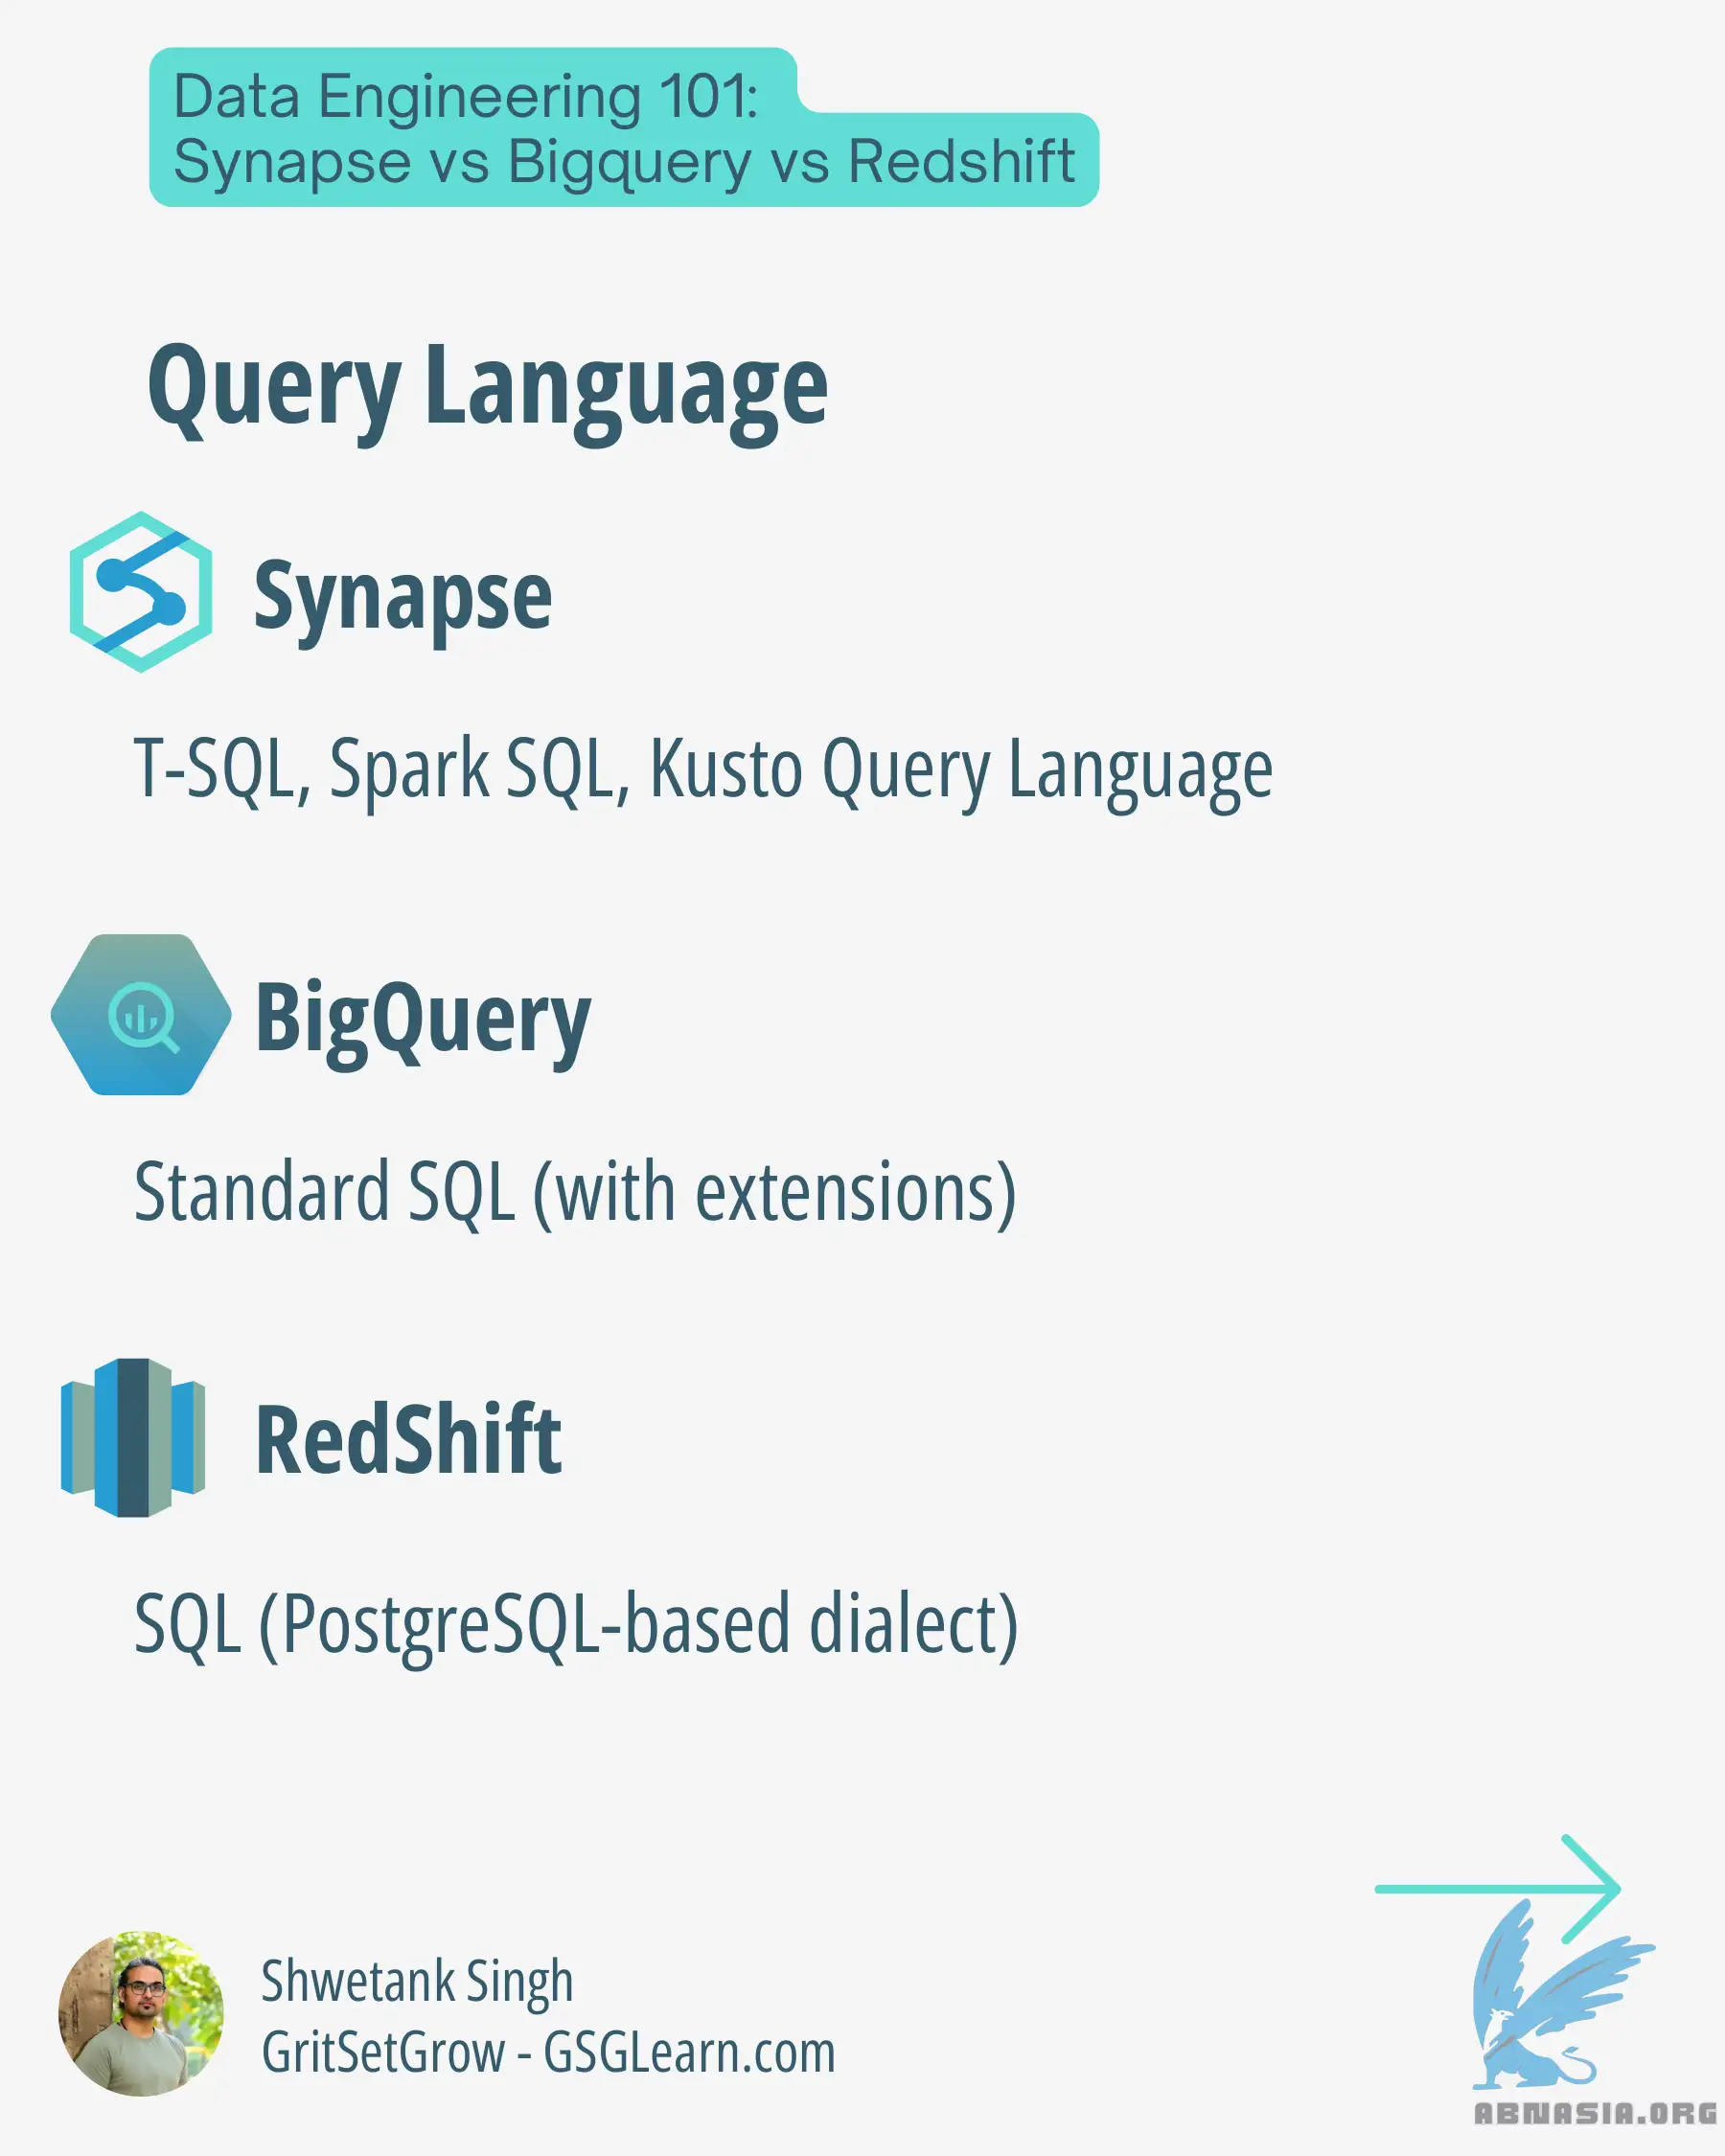 Data Engineering 101:
Synapse vs Bigquery vs Redshift
Query Language
Synapse
T-SQL, Spark SQL, Kusto Query Language
BigQuery
Standard SQL (with extensions)
RedShift
SQL (PostgreSQL-based dialect)
Shwetank Singh
GritSetGrow - GSGLearn.com
ABNASIA.ORG